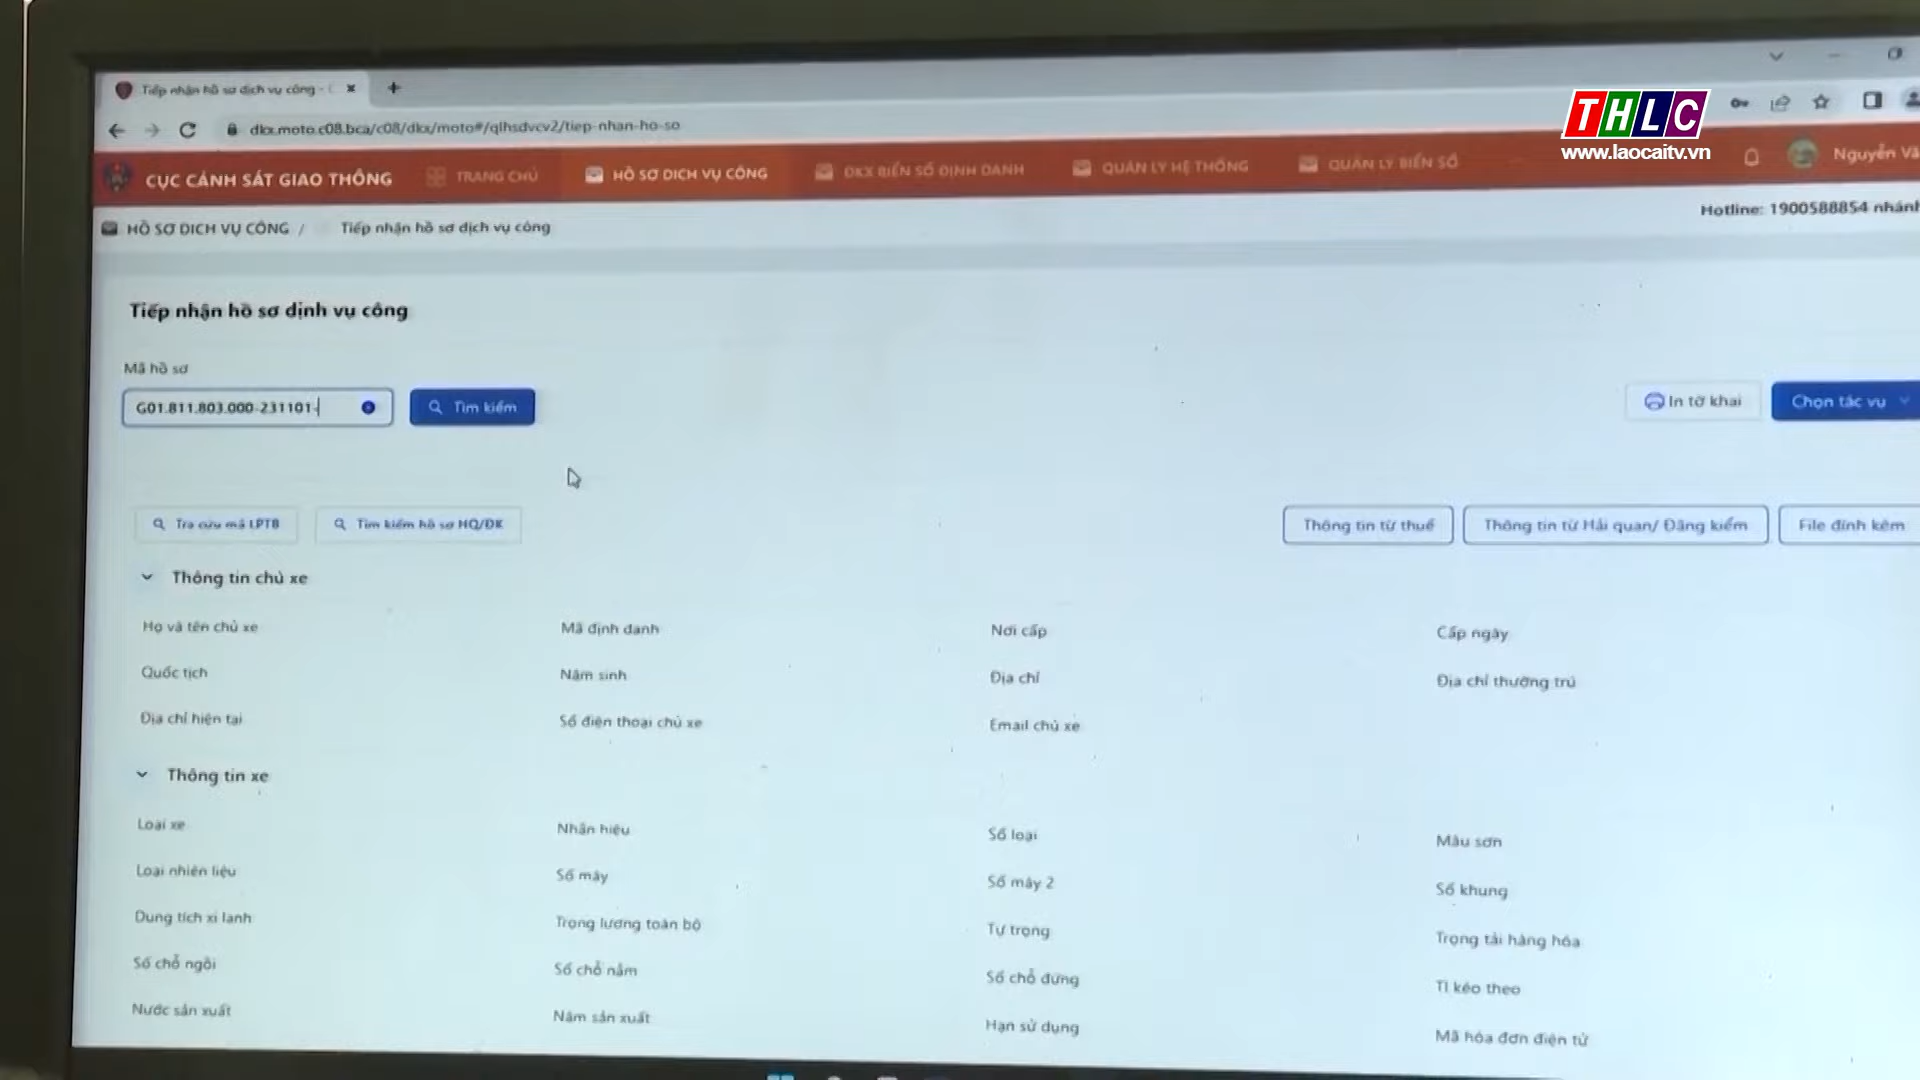 Tiếp nhận hồ sơ dịch vụ công -
THLC
www.laocaitv.vn
dkx.moto.c08.bca/c08/dkx/moto#/qlhsdvcv2/tiep-nhan-ho-so
CỤC CẢNH SÁT GIAO THÔNG TRANG CHỦ HỒ SƠ DỊCH VỤ CÔNG ĐKX BIỂN SỐ ĐỊNH DANH QUẢN LÝ HỆ THỐNG QUẢN LÝ BIỂN SỐ Nguyễn
HỒ SƠ DỊCH VỤ CÔNG / Tiếp nhận hồ sơ dịch vụ công
Hotline: 1900588854 nhánh
Tiếp nhận hồ sơ dịnh vụ công
Mã hồ sơ
G01.811.803.000-231101- Tìm kiếm In tờ khai Chọn tác vụ
Tra cứu mã LPTB Tìm kiếm hồ sơ HQ/ĐK Thông tin từ thuế Thông tin từ Hải quan/ Đăng kiểm File đính kèm
Thông tin chủ xe
Họ và tên chủ xe Mã định danh Nơi cấp Cấp ngày
Quốc tịch Năm sinh Địa chỉ Địa chỉ thường trú
Địa chỉ hiện tại Số điện thoại chủ xe Email chủ xe
Thông tin xe
Loại xe Nhãn hiệu Số loại Màu sơn
Loại nhiên liệu Số máy Số máy 2 Số khung
Dung tích xi lanh Trọng lượng toàn bộ Tự trọng Trọng tải hàng hóa
Số chỗ ngồi Số chỗ nằm Số chỗ đứng Tl kéo theo
Nước sản xuất Năm sản xuất Hạn sử dụng Mã hóa đơn điện tử